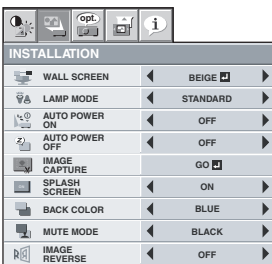 opt.
i
INSTALLATION
WALL SCREEN BEIGE
LAMP MODE STANDARD
AUTO POWER
ON OFF
AUTO POWER
OFF OFF
IMAGE
CAPTURE GO
SPLASH
SCREEN ON
BACK COLOR BLUE
MUTE MODE BLACK
IMAGE
REVERSE OFF